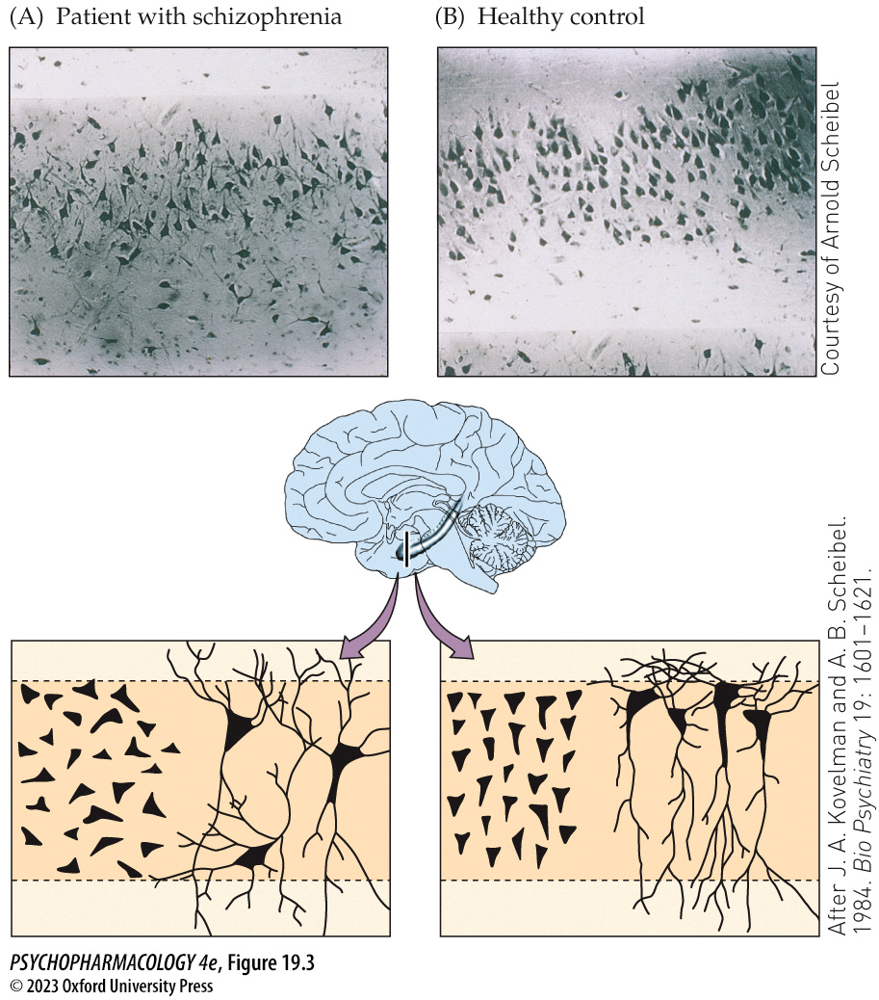 (A) Patient with schizophrenia
(B) Healthy control
Courtesy of Arnold Scheibel
After J. A. Kovelman and A. B. Scheibel.
1984. Bio Psychiatry 19: 1601–1621.
PSYCHOPHARMACOLOGY 4e, Figure 19.3
© 2023 Oxford University Press